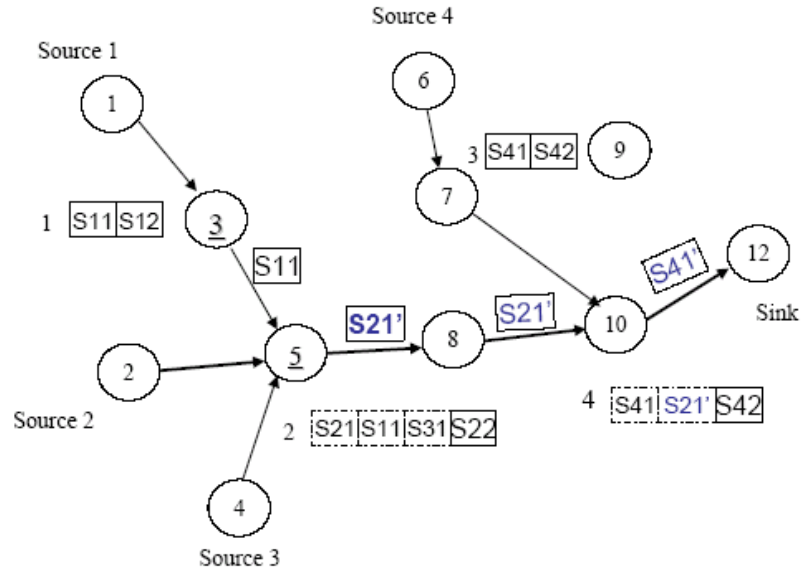 Source 4
Source 1
6
1
3 S41 S42
9
7
1 S11 S12
3
S11
S41'
12
Sink
S21'
S21'
8
10
5
2
Source 2
2 S21 S11 S31 S22
4 S41 S21' S42
4
Source 3